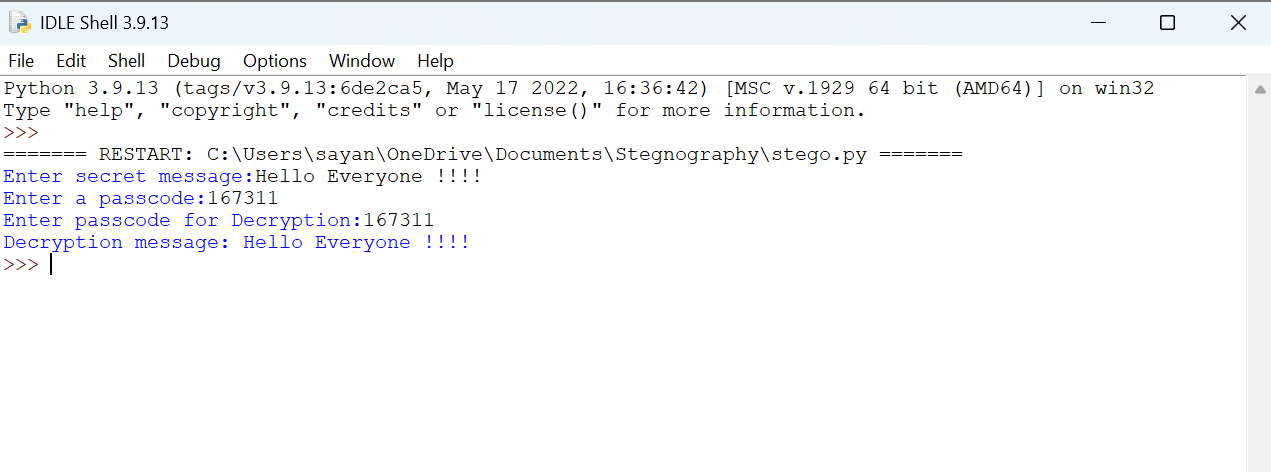 IDLE Shell 3.9.13
File Edit Shell Debug Options Window Help
Python 3.9.13 (tags/v3.9.13:6de2ca5, May 17 2022, 16:36:42) [MSC v.1929 64 bit (AMD64)] on win32
Type "help", "copyright", "credits" or "license()" for more information.
>>>
======= RESTART: C:\Users\sayan\OneDrive\Documents\Stegnography\stego.py =======
Enter secret message:Hello Everyone !!!!
Enter a passcode:167311
Enter passcode for Decryption:167311
Decryption message: Hello Everyone !!!!
>>>